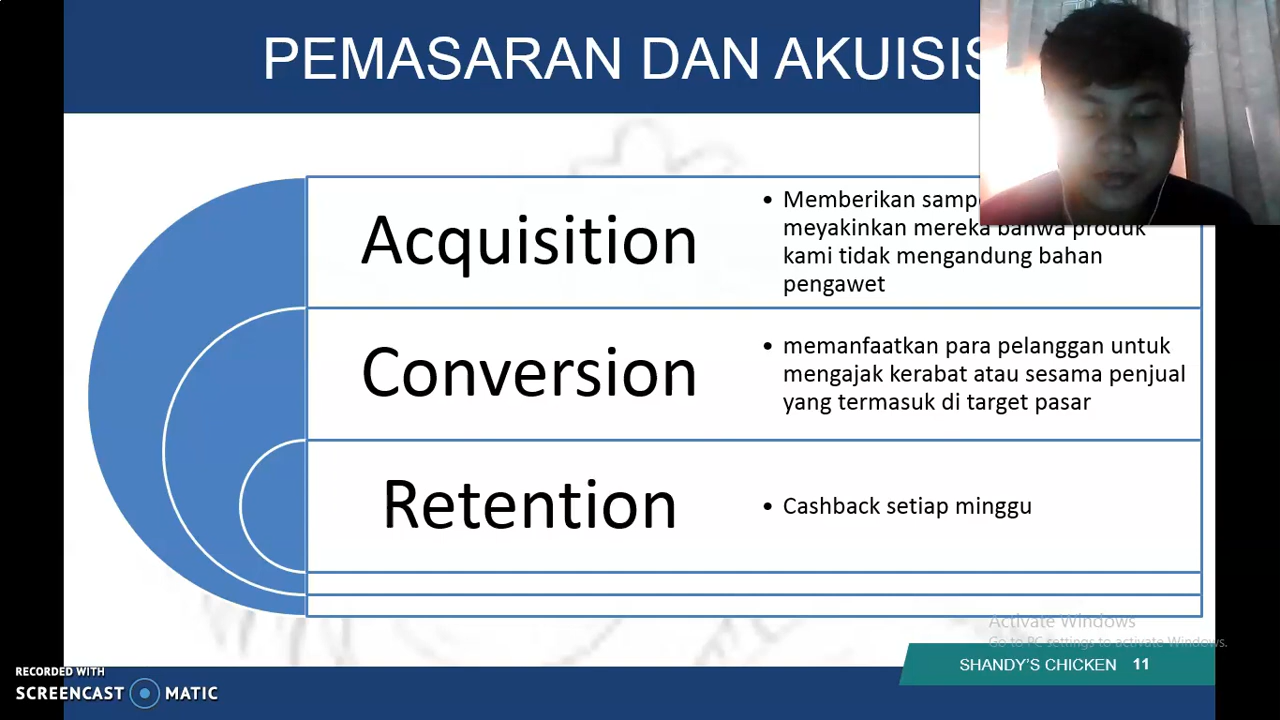 PEMASARAN DAN AKUISIS
Acquisition
• Memberikan samp
meyakinkan mereka bahwa produk
kami tidak mengandung bahan
pengawet
Conversion
• memanfaatkan para pelanggan untuk
mengajak kerabat atau sesama penjual
yang termasuk di target pasar
Retention
• Cashback setiap minggu
Activate Windows
Go to PC settings to activate Windows.
SHANDY'S CHICKEN 11
RECORDED WITH
SCREENCAST MATIC